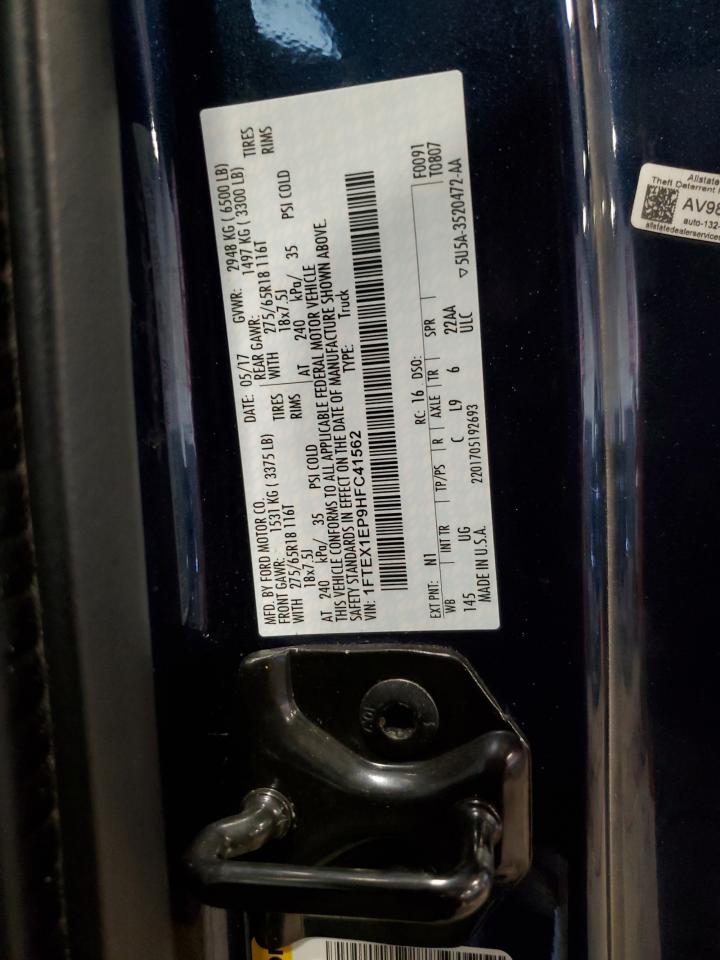 MFD. BY FORD MOTOR CO. DATE: 05/17 GVWR: 2948 KG ( 6500 LB)
FRONT GAWR: 1531 KG ( 3375 LB) REAR GAWR: 1497 KG ( 3300 LB)
WITH 275/65R18 116T TIRES WITH 275/65R18 116T TIRES
18x7.5J RIMS 18x7.5J RIMS
AT 240 kPa/ 35 PSI COLD AT 240 kPa/ 35 PSI COLD
THIS VEHICLE CONFORMS TO ALL APPLICABLE FEDERAL MOTOR VEHICLE
SAFETY STANDARDS IN EFFECT ON THE DATE OF MANUFACTURE SHOWN ABOVE.
VIN: 1FTEX1EP9HFC41562 TYPE: Truck
EXT PNT: N1 RC: 16 DSO: F0091
WB INT TR TP/PS R AXLE TR SPR T0807
145 UG C L9 6 22AA
ULC
2201705192693
MADE IN U.S.A. ▽5U5A-3520472-AA
Allstate
Theft Deterrent
AV98
auto-132-
allstatedealerservices